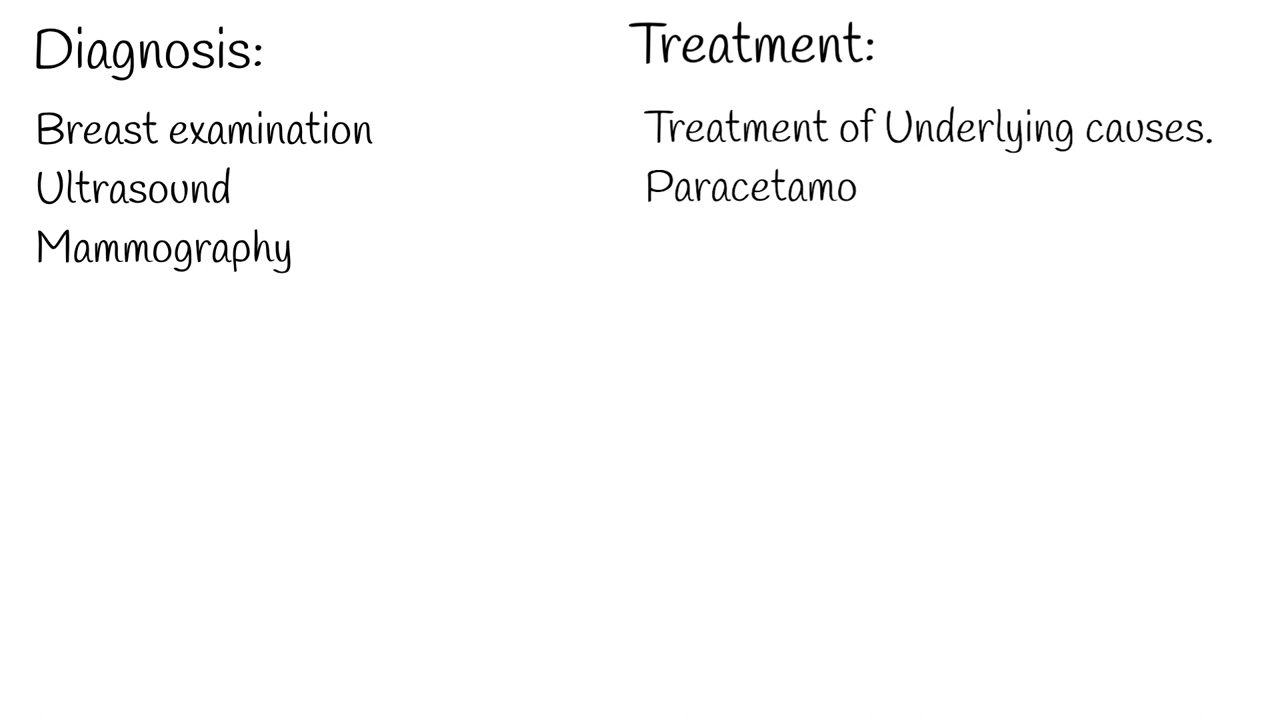 Diagnosis:
Breast examination
Ultrasound
Mammography
Treatment:
Treatment of Underlying causes.
Paracetamo